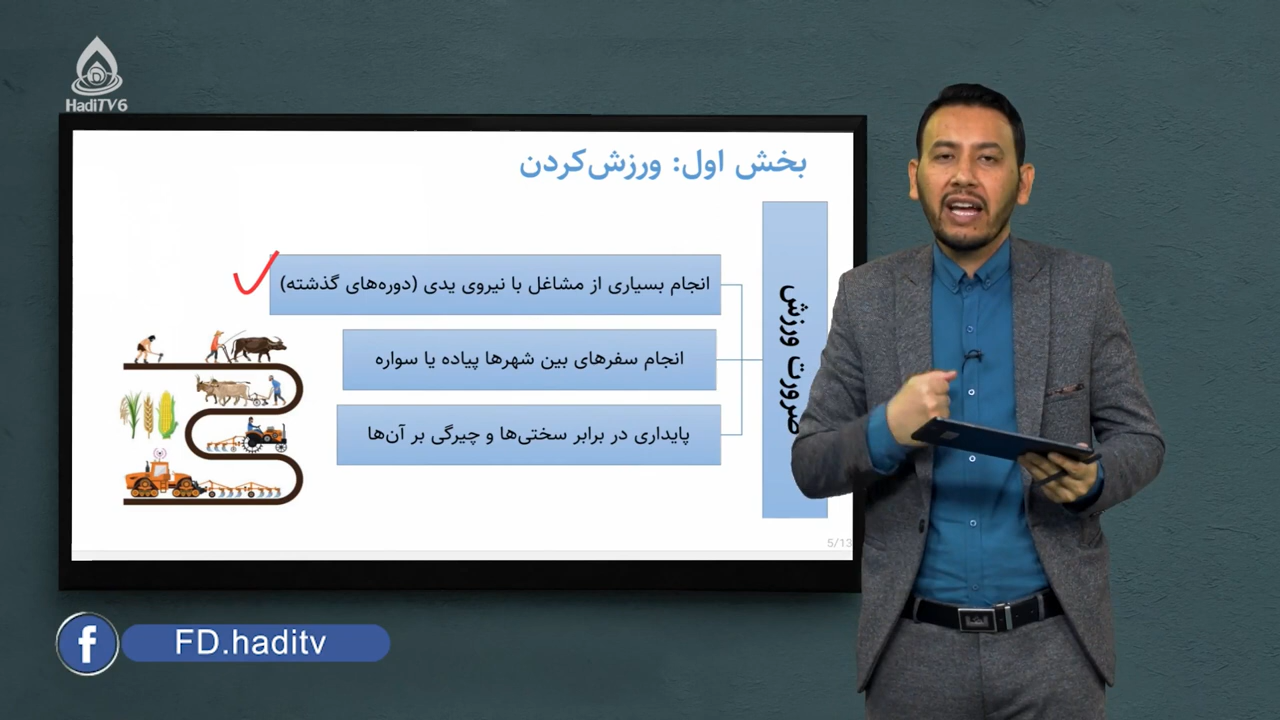 HadiTV6
بخش اول: ورزش‌کردن
ضرورت ورزش
انجام بسیاری از مشاغل با نیروی یدی (دوره‌های گذشته)
انجام سفرهای بین شهرها پیاده یا سواره
پایداری در برابر سختی‌ها و چیرگی بر آن‌ها
5/13
FD.haditv